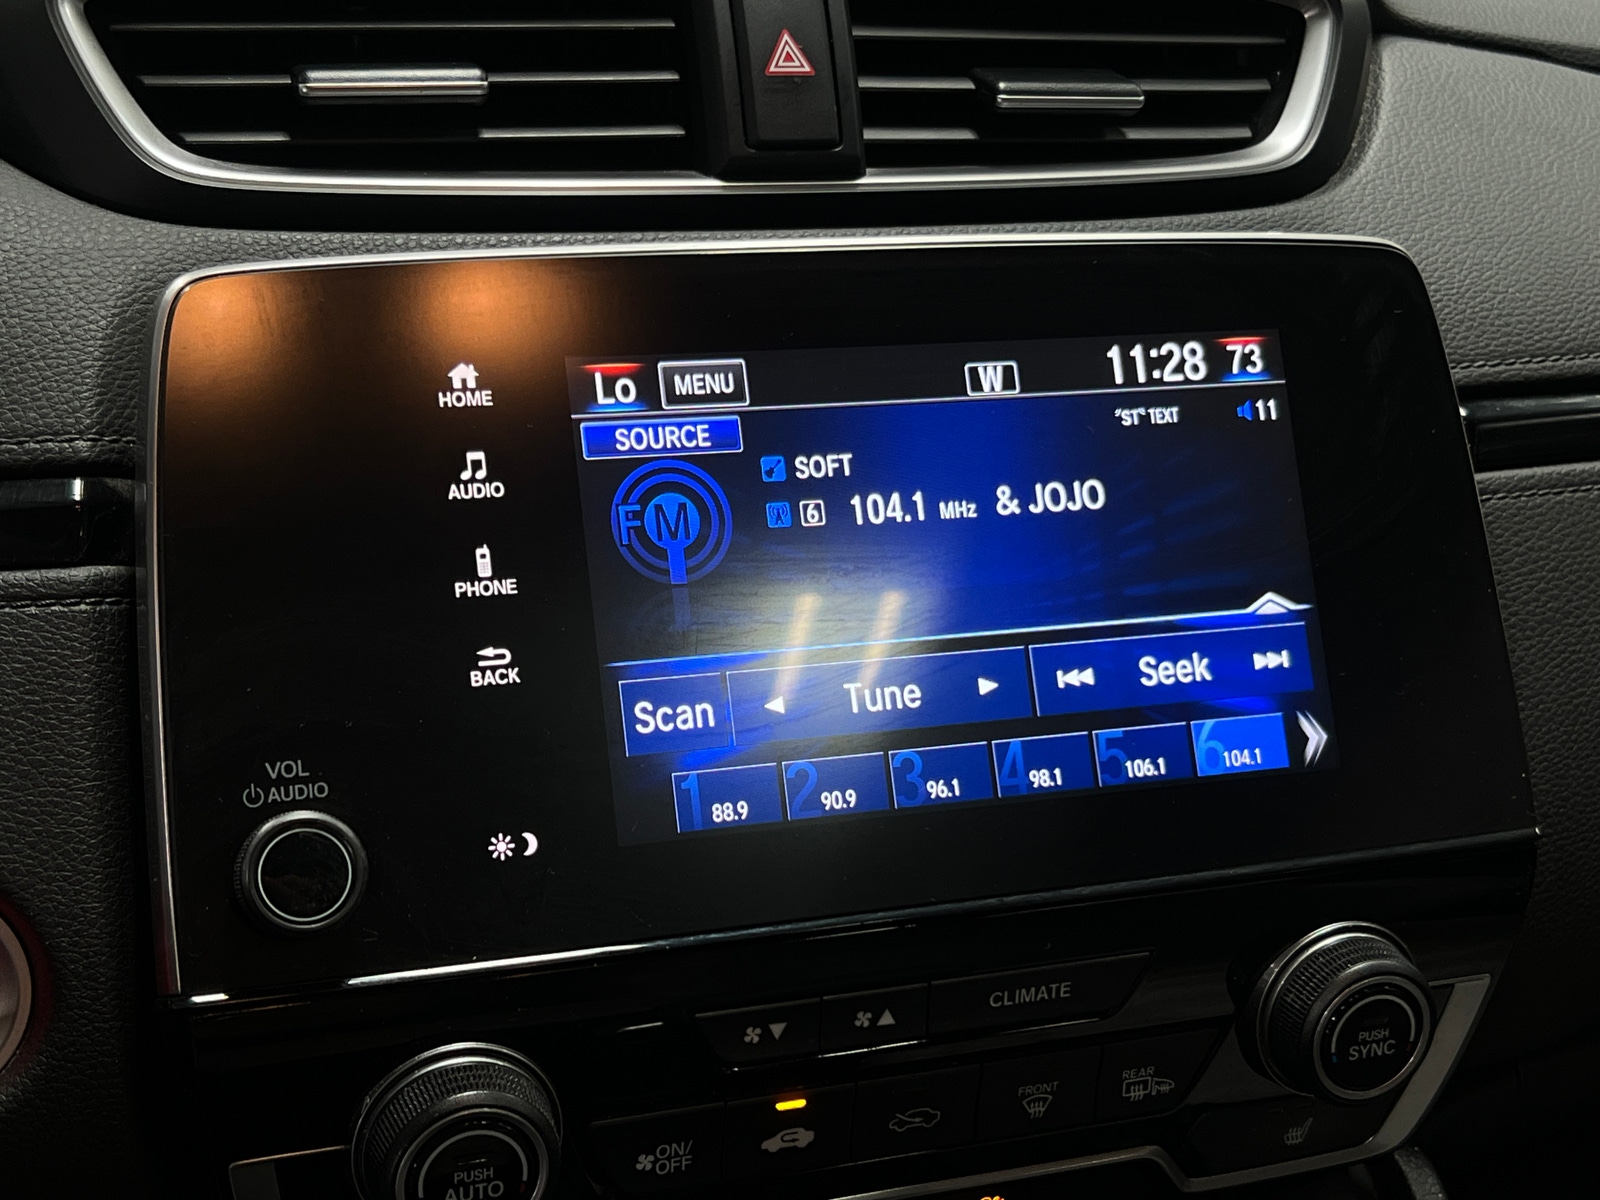 Lo MENU W 11:28 73
"ST" TEXT 11
SOURCE
FM
SOFT
6 104.1 MHz & JOJO
Scan Tune Seek
1 88.9 2 90.9 3 96.1 4 98.1 5 106.1 6 104.1
HOME
AUDIO
PHONE
BACK
VOL
AUDIO
CLIMATE
PUSH
SYNC
PUSH
AUTO
ON/
OFF
FRONT
REAR